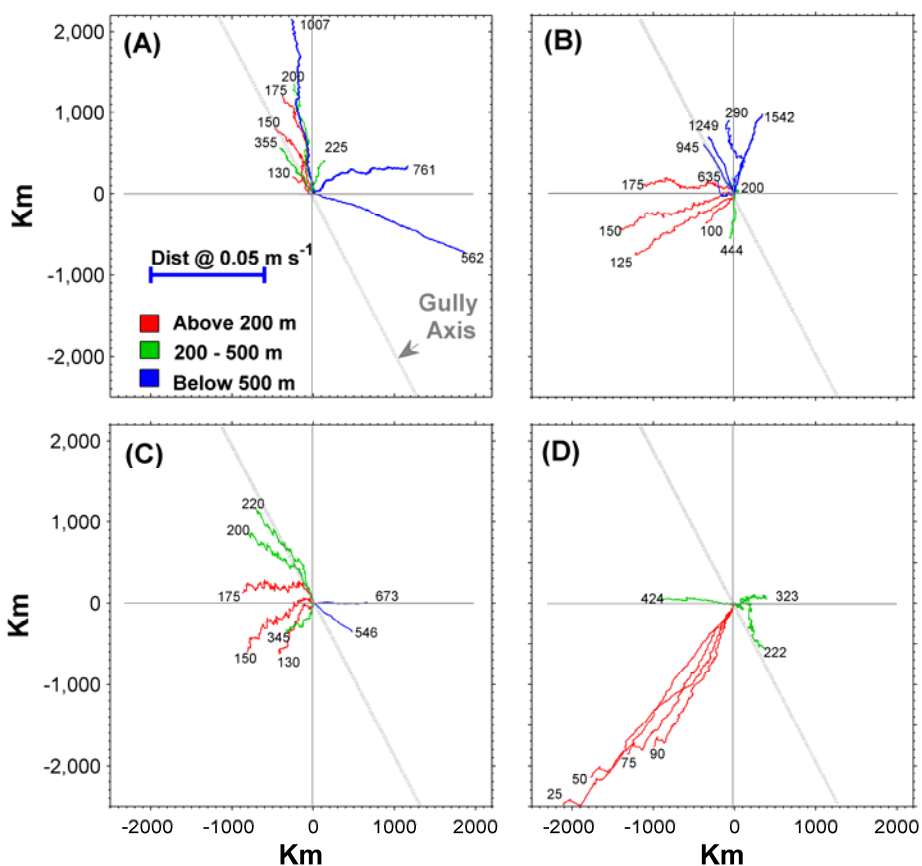 (A)
1007
200
175
150
355
225
130
761
562
Dist @ 0.05 m s-1
Above 200 m
200 - 500 m
Below 500 m
Gully
Axis
2,000
1,000
0
-1,000
-2,000
Km
(B)
290
1542
1249
945
635
175
200
150
100
125
444
(C)
220
200
175
673
345
546
150
130
2,000
1,000
0
-1,000
-2,000
Km
-2000 -1000 0 1000 2000
Km
(D)
424
323
222
75
90
50
25
-2000 -1000 0 1000 2000
Km